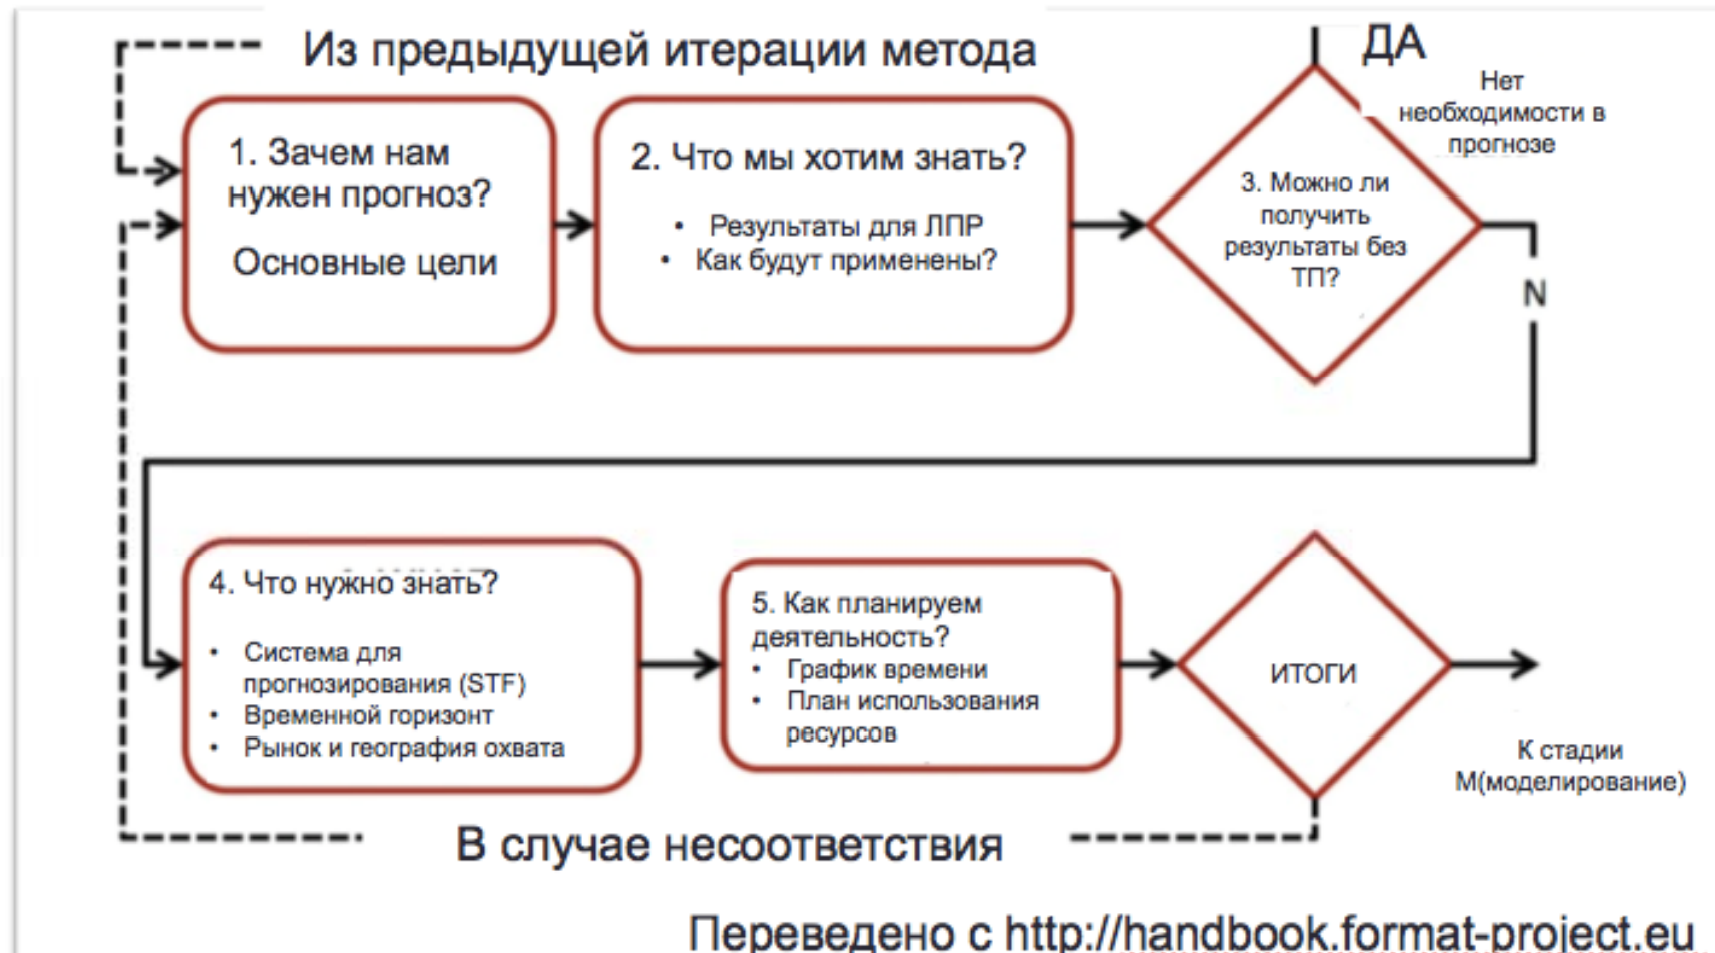 Из предыдущей итерации метода
ДА
Нет
необходимости в
прогнозе
1. Зачем нам
нужен прогноз?
Основные цели
2. Что мы хотим знать?
• Результаты для ЛПР
• Как будут применены?
3. Можно ли
получить
результаты без
ТП?
N
4. Что нужно знать?
• Система для
прогнозирования (STF)
• Временной горизонт
• Рынок и география охвата
5. Как планируем
деятельность?
• График времени
• План использования
ресурсов
ИТОГИ
К стадии
М(моделирование)
В случае несоответствия
Переведено с http://handbook.format-project.eu